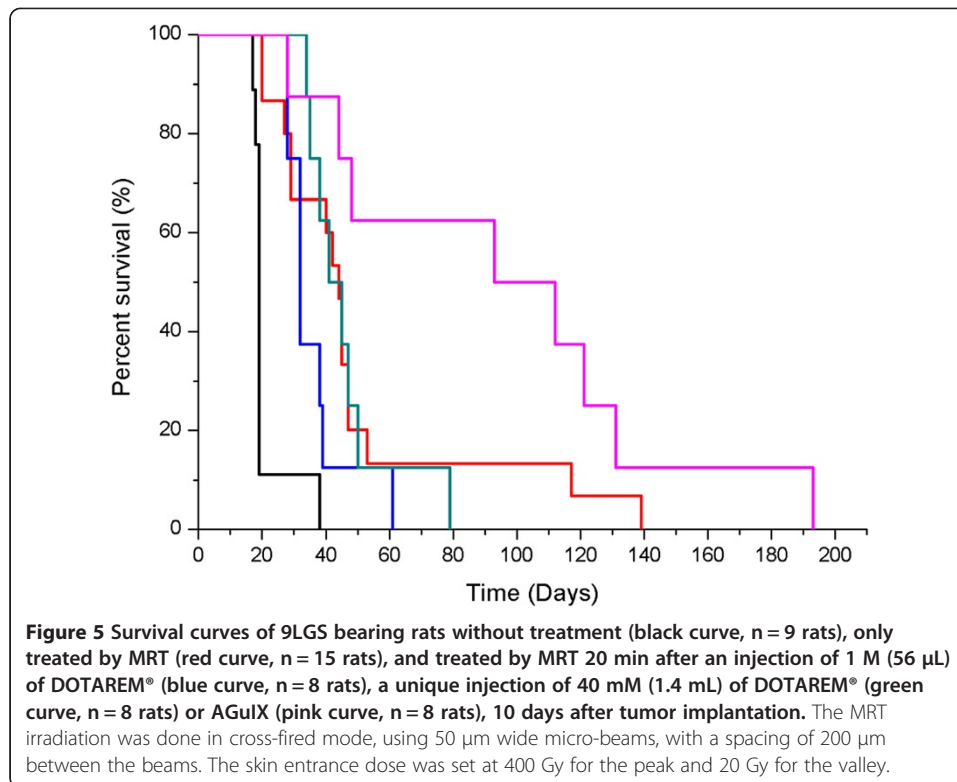 100
80
60
40
20
0
Percent survival (%)
0 20 40 60 80 100 120 140 160 180 200
Time (Days)
Figure 5 Survival curves of 9LGS bearing rats without treatment (black curve, n = 9 rats), only
treated by MRT (red curve, n = 15 rats), and treated by MRT 20 min after an injection of 1 M (56 μL)
of DOTAREM® (blue curve, n = 8 rats), a unique injection of 40 mM (1.4 mL) of DOTAREM® (green
curve, n = 8 rats) or AGuIX (pink curve, n = 8 rats), 10 days after tumor implantation. The MRT
irradiation was done in cross-fired mode, using 50 μm wide micro-beams, with a spacing of 200 μm
between the beams. The skin entrance dose was set at 400 Gy for the peak and 20 Gy for the valley.